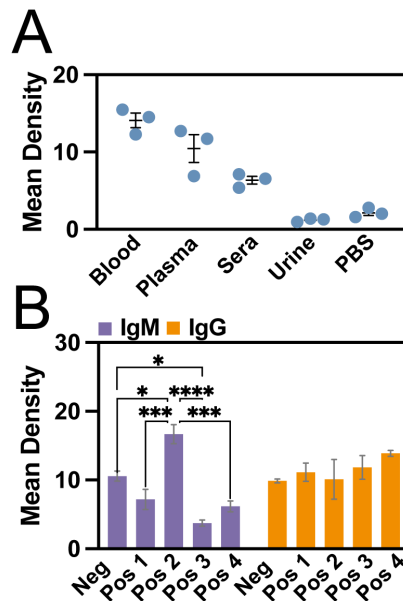 A
Mean Density
20
10
0
Blood
Plasma
Sera
Urine
PBS
B
IgM IgG
Mean Density
30
20
10
0
*
* ****
*** ***
Neg Pos 1 Pos 2 Pos 3 Pos 4 Neg Pos 1 Pos 2 Pos 3 Pos 4